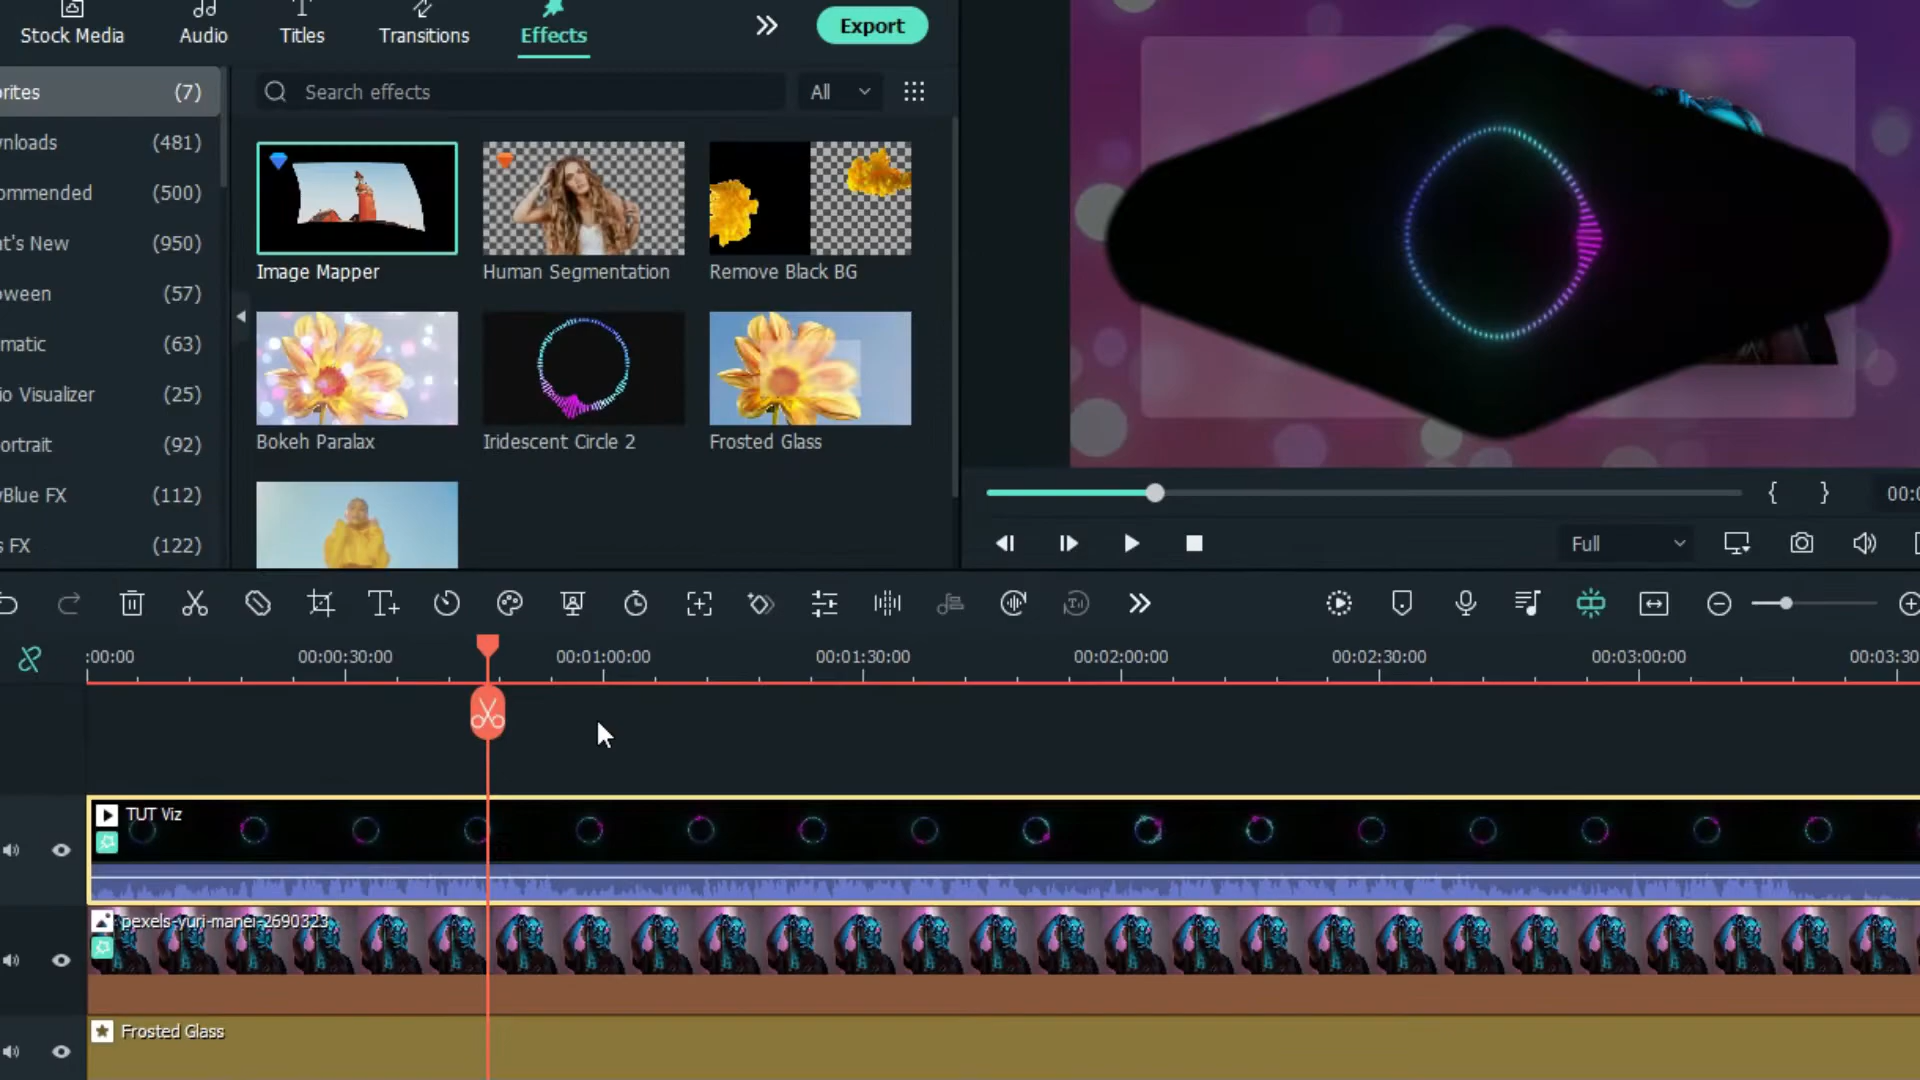 Stock Media
Audio
Titles
Transitions
Effects
Export
rites (7)
Search effects
All
nloads (481)
ommended (500)
at's New (950)
oween (57)
matic (63)
io Visualizer (25)
ortrait (92)
Blue FX (112)
s FX (122)
Image Mapper
Human Segmentation
Remove Black BG
Bokeh Paralax
Iridescent Circle 2
Frosted Glass
{ }
00:0
Full
:00:00
00:00:30:00
00:01:00:00
00:01:30:00
00:02:00:00
00:02:30:00
00:03:00:00
00:03:30
TUT Viz
pexels-yuri-manei-2690323
Frosted Glass